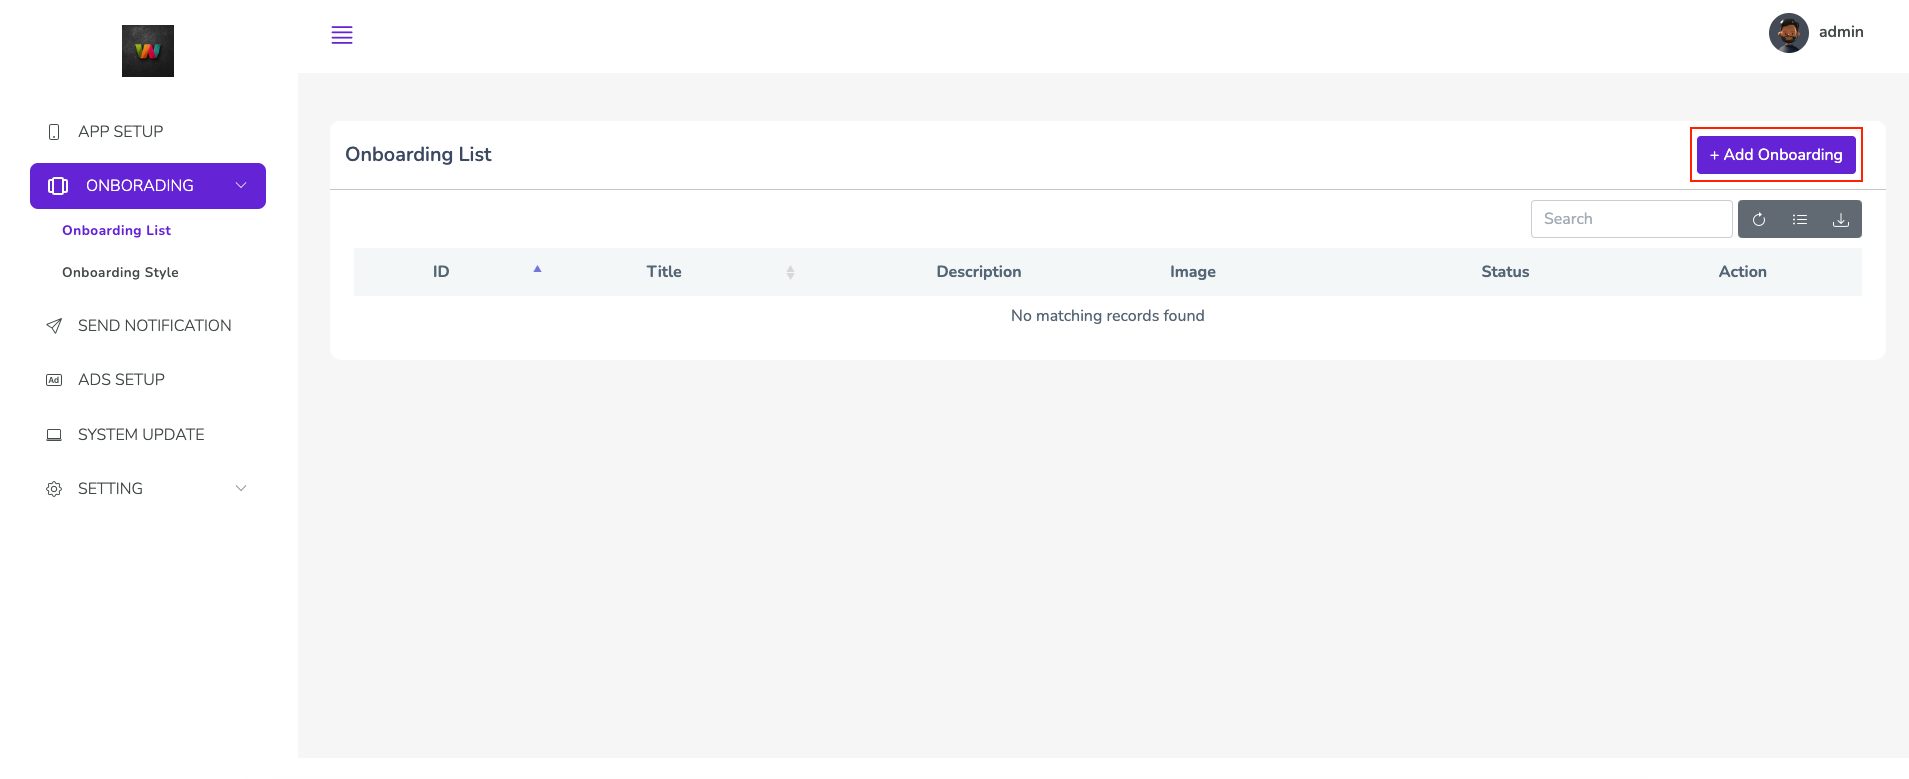 admin
APP SETUP
ONBORADING
Onboarding List
Onboarding Style
SEND NOTIFICATION
Ad ADS SETUP
SYSTEM UPDATE
SETTING
Onboarding List
+ Add Onboarding
Search
ID Title Description Image Status Action
No matching records found